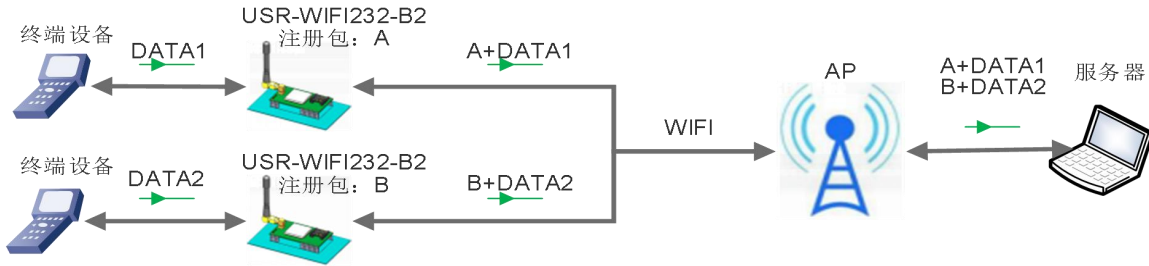 终端设备
DATA1
USR-WIFI232-B2
注册包：A
A+DATA1
AP
A+DATA1
B+DATA2
服务器
WIFI
终端设备
DATA2
USR-WIFI232-B2
注册包：B
B+DATA2